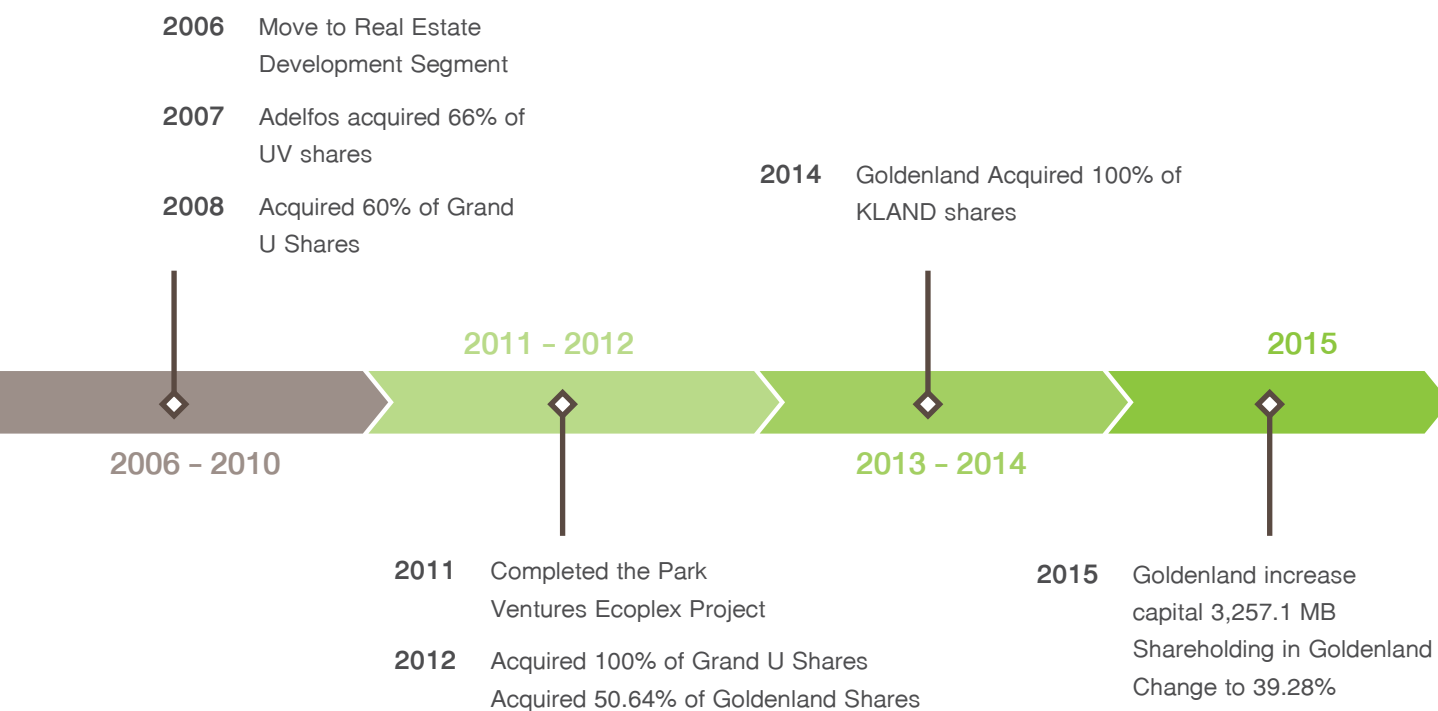 2006 Move to Real Estate
Development Segment
2007 Adelfos acquired 66% of
UV shares
2008 Acquired 60% of Grand
U Shares
2014 Goldenland Acquired 100% of
KLAND shares
2011 – 2012
2015
2006 – 2010
2013 – 2014
2011 Completed the Park
Ventures Ecoplex Project
2012 Acquired 100% of Grand U Shares
Acquired 50.64% of Goldenland Shares
2015 Goldenland increase
capital 3,257.1 MB
Shareholding in Goldenland
Change to 39.28%